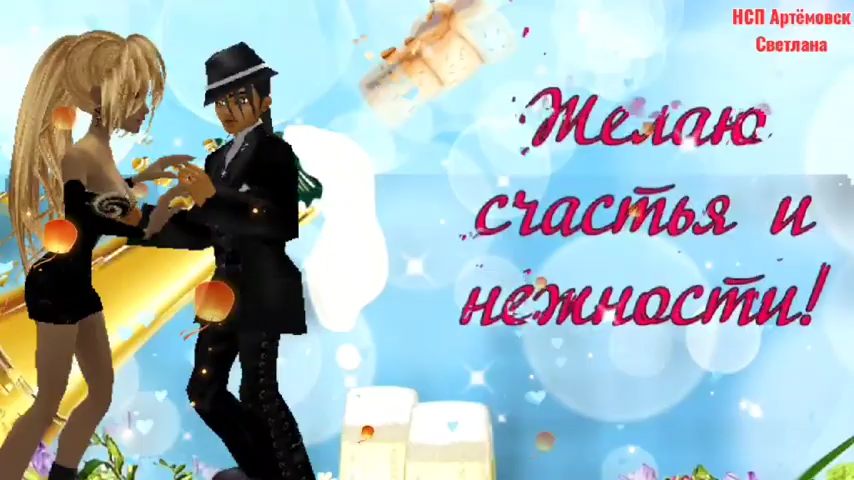 НСП Артёмовск
Светлана
Желаю
счастья и
нежности!